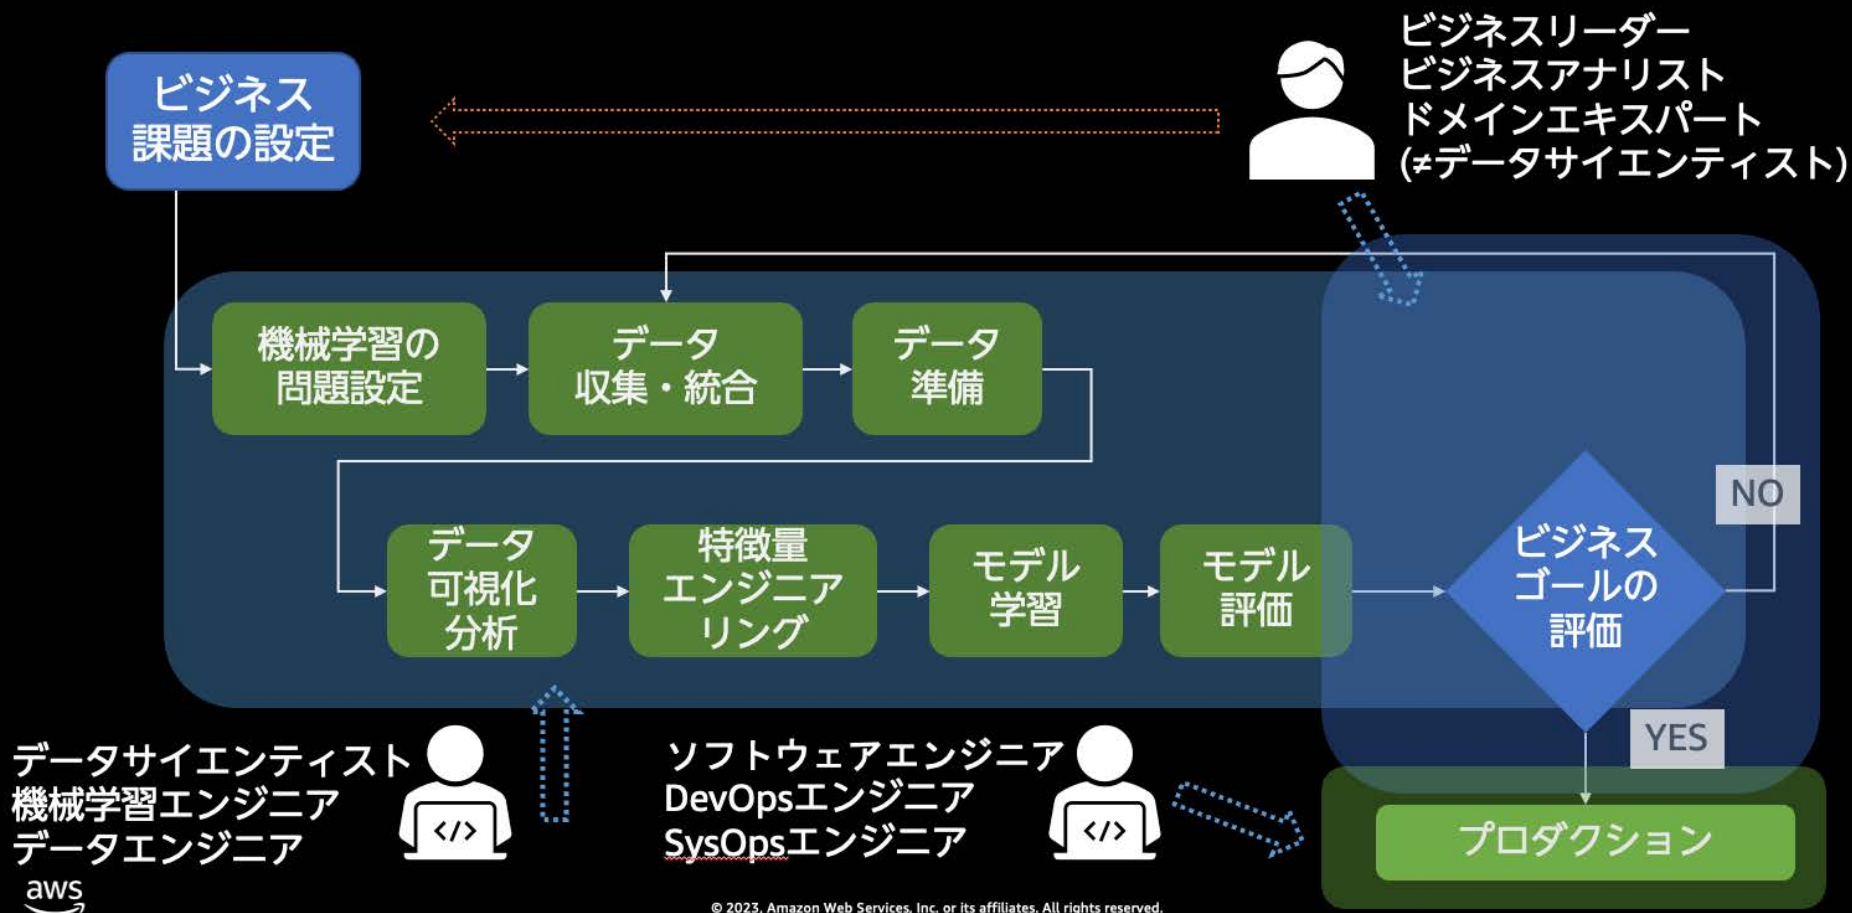 ビジネス
課題の設定
ビジネスリーダー
ビジネスアナリスト
ドメインエキスパート
(≠データサイエンティスト)
機械学習の
問題設定
データ
収集・統合
データ
準備
データ
可視化
分析
特徴量
エンジニア
リング
モデル
学習
モデル
評価
ビジネス
ゴールの
評価
NO
YES
データサイエンティスト
機械学習エンジニア
データエンジニア
</>
ソフトウェアエンジニア
DevOpsエンジニア
SysOpsエンジニア
</>
プロダクション
aws
© 2023, Amazon Web Services, Inc. or its affiliates. All rights reserved.